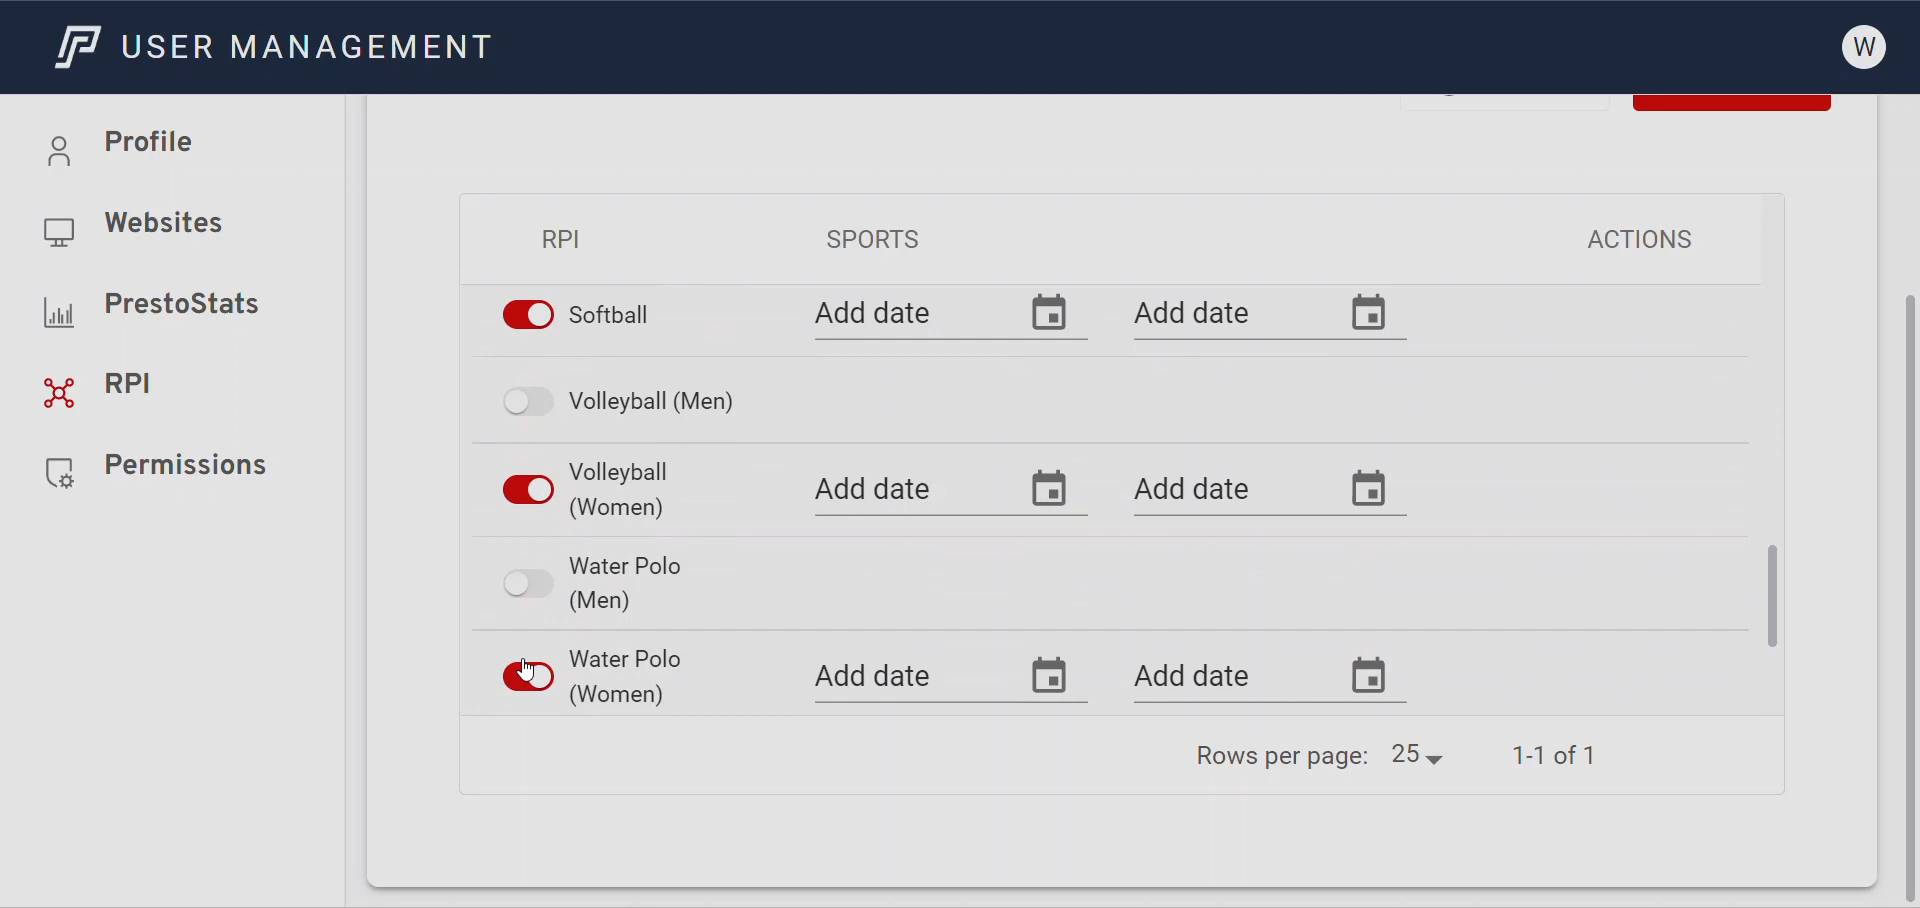 USER MANAGEMENT
W
Profile
Websites
PrestoStats
RPI
Permissions
RPI SPORTS ACTIONS
Softball Add date Add date
Volleyball (Men)
Volleyball
(Women) Add date Add date
Water Polo
(Men)
Water Polo
(Women) Add date Add date
Rows per page: 25 1-1 of 1